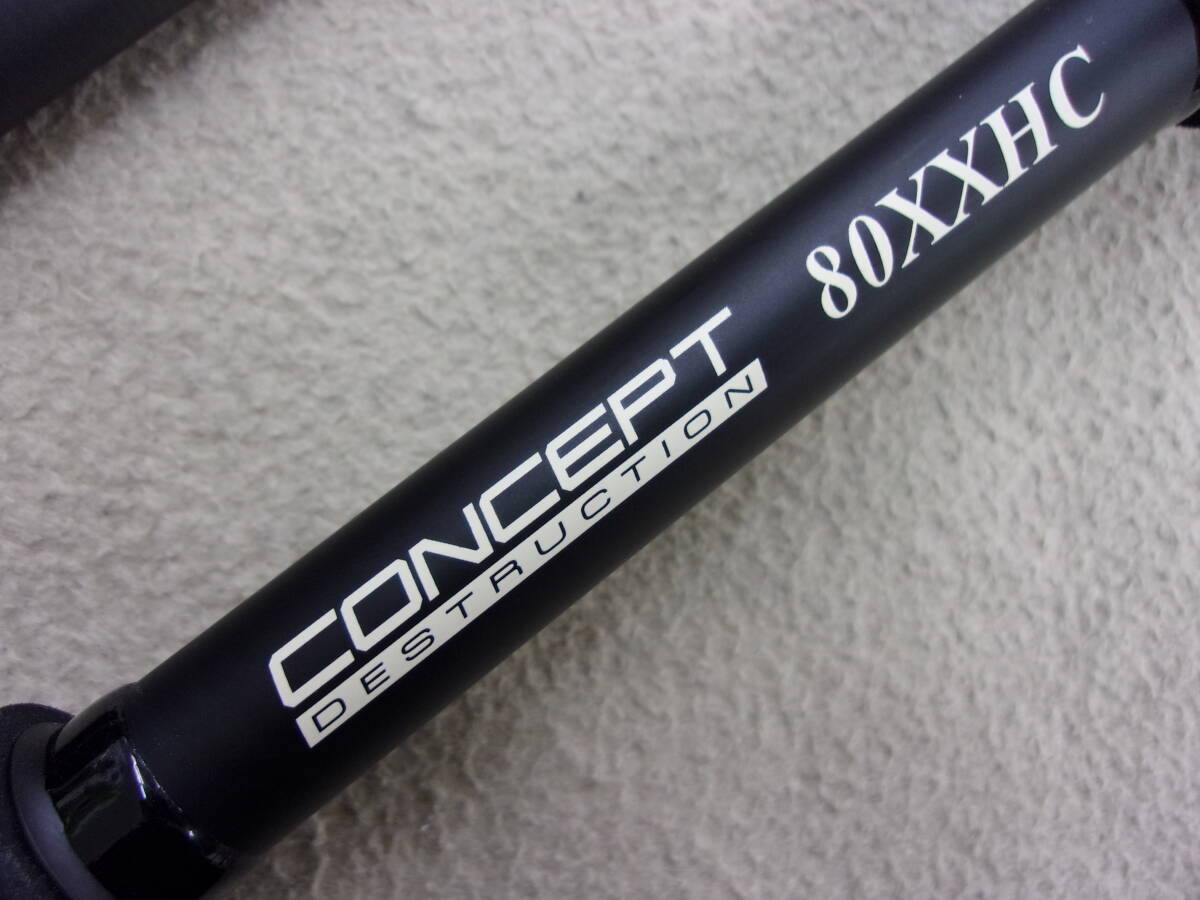 CONCEPT
DESTRUCTION
80XXHC